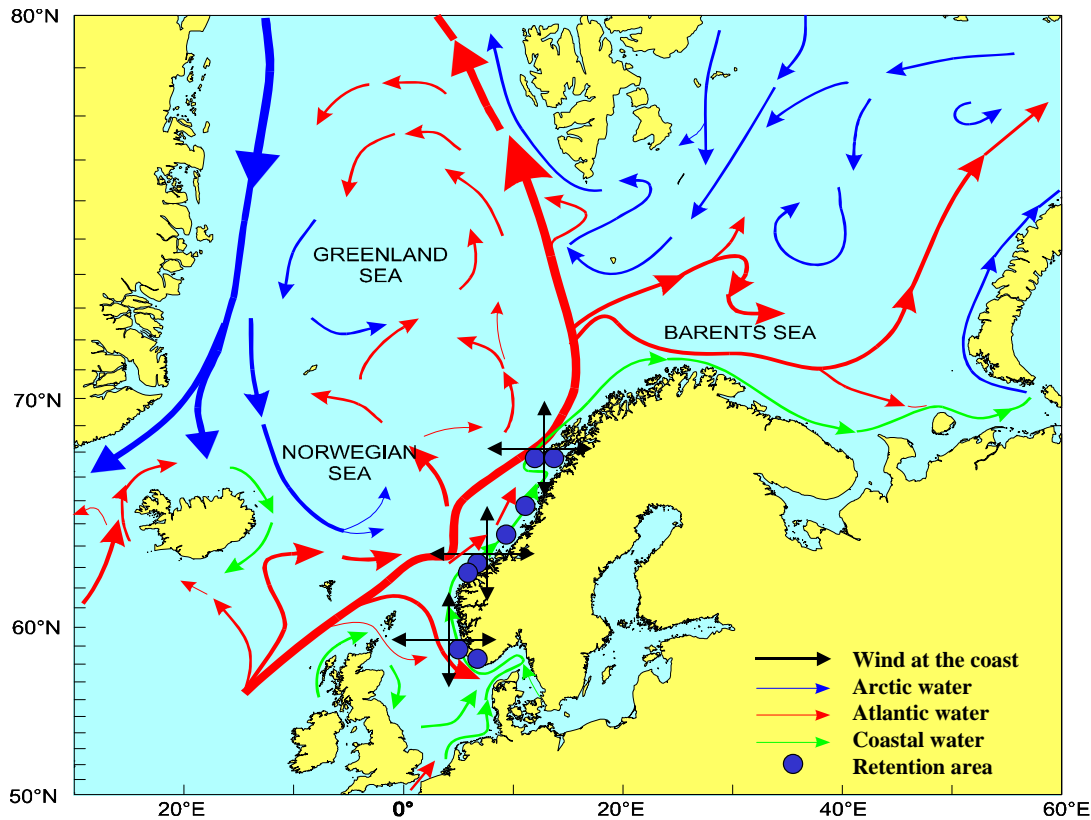 80°N
GREENLAND
SEA
BARENTS SEA
70°N
NORWEGIAN
SEA
60°N
Wind at the coast
Arctic water
Atlantic water
Coastal water
Retention area
50°N
20°E 0° 20°E 40°E 60°E